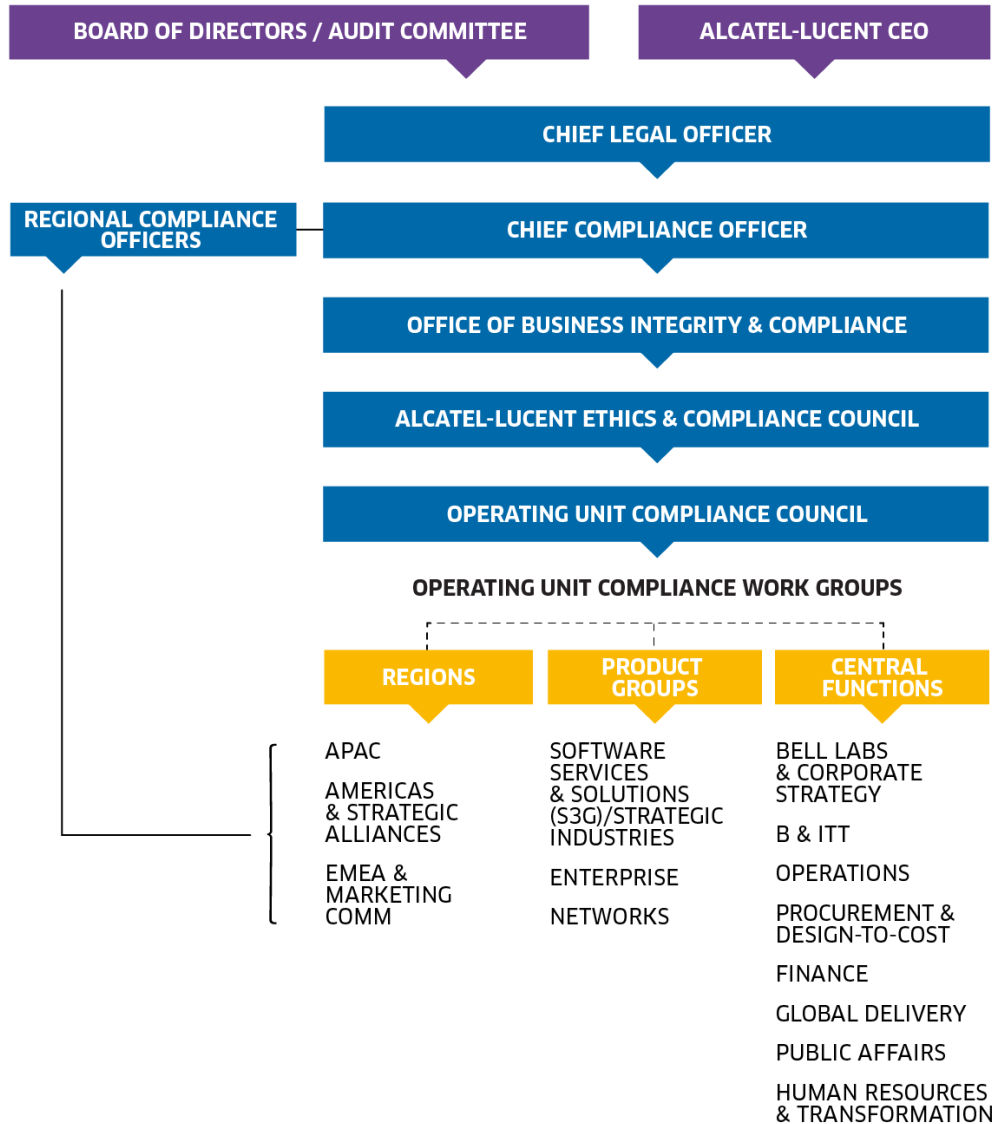 BOARD OF DIRECTORS / AUDIT COMMITTEE
ALCATEL-LUCENT CEO
CHIEF LEGAL OFFICER
REGIONAL COMPLIANCE
OFFICERS
CHIEF COMPLIANCE OFFICER
OFFICE OF BUSINESS INTEGRITY & COMPLIANCE
ALCATEL-LUCENT ETHICS & COMPLIANCE COUNCIL
OPERATING UNIT COMPLIANCE COUNCIL
OPERATING UNIT COMPLIANCE WORK GROUPS
REGIONS
APAC
AMERICAS
& STRATEGIC
ALLIANCES
EMEA &
MARKETING
COMM
PRODUCT
GROUPS
SOFTWARE
SERVICES
& SOLUTIONS
(S3G)/STRATEGIC
INDUSTRIES
ENTERPRISE
NETWORKS
CENTRAL
FUNCTIONS
BELL LABS
& CORPORATE
STRATEGY
B & ITT
OPERATIONS
PROCUREMENT &
DESIGN-TO-COST
FINANCE
GLOBAL DELIVERY
PUBLIC AFFAIRS
HUMAN RESOURCES
& TRANSFORMATION